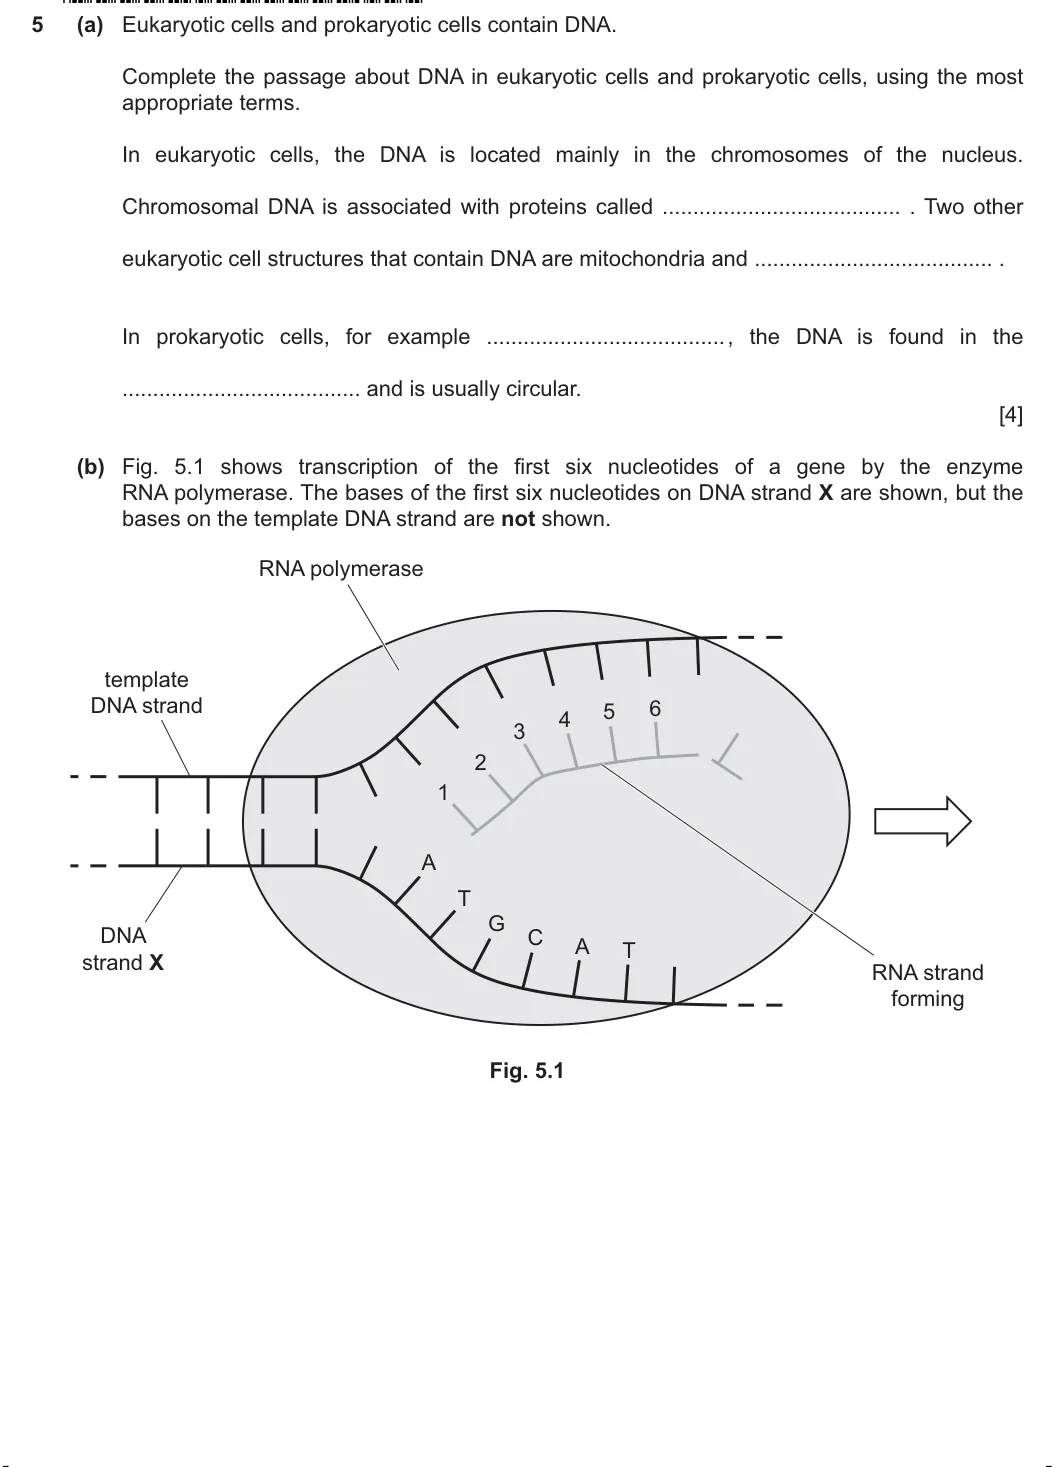 5 (a) Eukaryotic cells and prokaryotic cells contain DNA.
Complete the passage about DNA in eukaryotic cells and prokaryotic cells, using the most
appropriate terms.
In eukaryotic cells, the DNA is located mainly in the chromosomes of the nucleus.
Chromosomal DNA is associated with proteins called ....................................... . Two other
eukaryotic cell structures that contain DNA are mitochondria and ....................................... .
In prokaryotic cells, for example ......................................., the DNA is found in the
....................................... and is usually circular.
[4]
(b) Fig. 5.1 shows transcription of the first six nucleotides of a gene by the enzyme
RNA polymerase. The bases of the first six nucleotides on DNA strand X are shown, but the
bases on the template DNA strand are not shown.
RNA polymerase
template
DNA strand
1
2
3
4
5
6
A
T
G
C
A
T
DNA
strand X
RNA strand
forming
Fig. 5.1